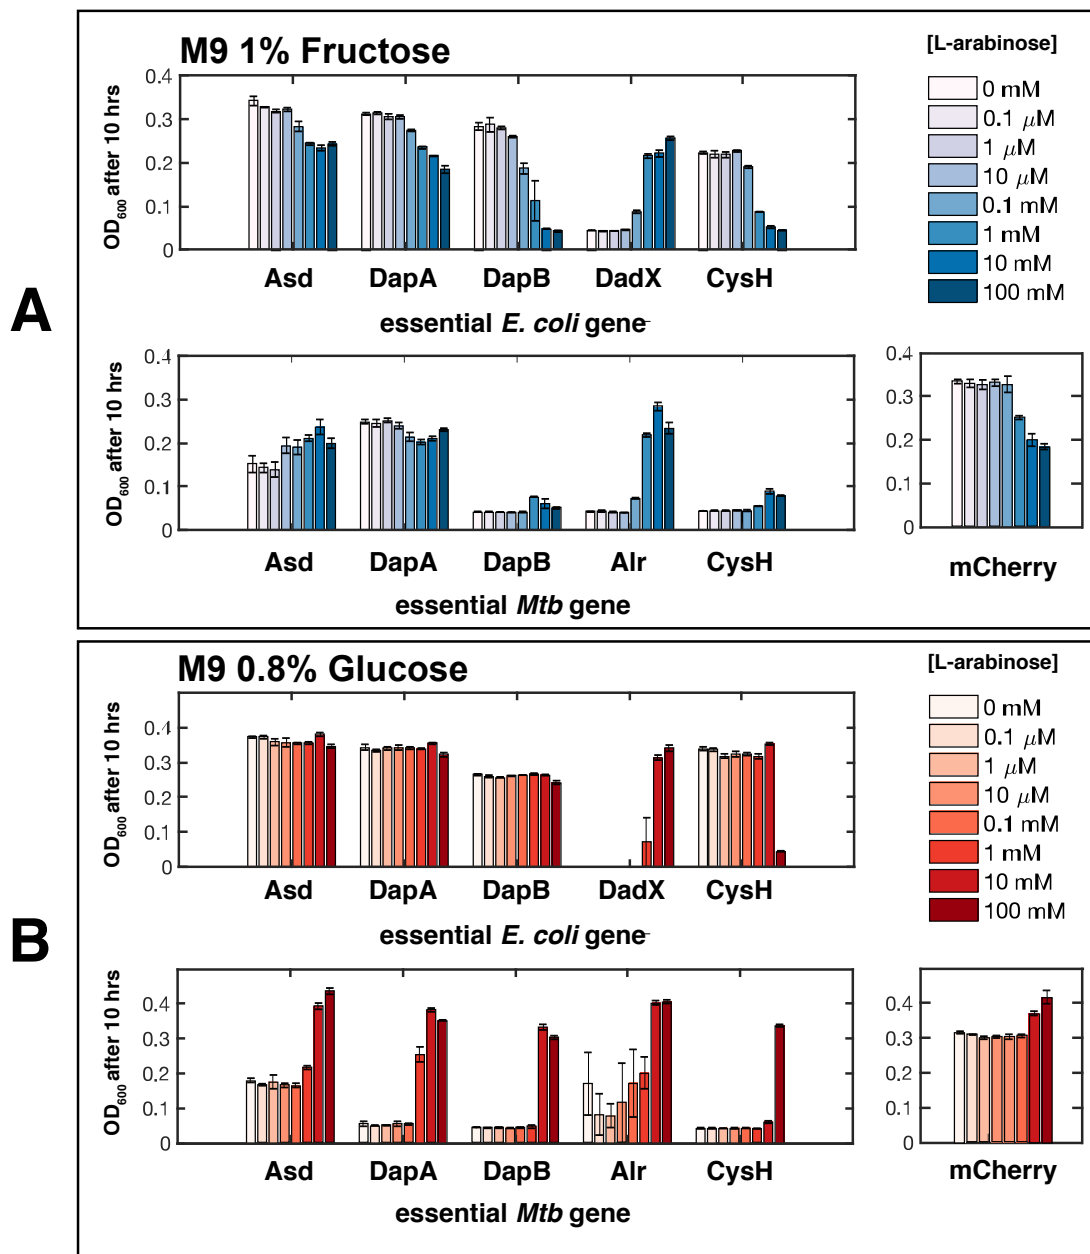 A
M9 1% Fructose
[L-arabinose]
0 mM
0.1 μM
1 μM
10 μM
0.1 mM
1 mM
10 mM
100 mM
OD600 after 10 hrs
0.4
0.3
0.2
0.1
0
Asd DapA DapB DadX CysH
essential E. coli gene-
OD600 after 10 hrs
0.4
0.3
0.2
0.1
0
Asd DapA DapB Alr CysH
essential Mtb gene
0.4
0.3
0.2
0.1
0
mCherry
B
M9 0.8% Glucose
[L-arabinose]
0 mM
0.1 μM
1 μM
10 μM
0.1 mM
1 mM
10 mM
100 mM
OD600 after 10 hrs
0.4
0.3
0.2
0.1
0
Asd DapA DapB DadX CysH
essential E. coli gene-
OD600 after 10 hrs
0.4
0.3
0.2
0.1
0
Asd DapA DapB Alr CysH
essential Mtb gene
0.4
0.3
0.2
0.1
0
mCherry